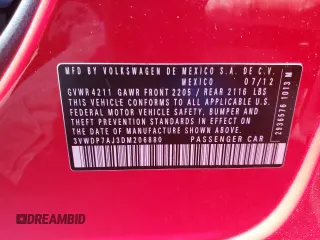 MFD BY VOLKSWAGEN DE MEXICO S.A. DE C.V.
MEXICO 07/12
GVWR 4211 GAWR FRONT 2205 / REAR 2116 LBS
THIS VEHICLE CONFORMS TO ALL APPLICABLE U.S.
FEDERAL MOTOR VEHICLE SAFETY, BUMPER, AND
THEFT PREVENTION STANDARDS IN EFFECT
ON THE DATE OF MANUFACTURE SHOWN ABOVE.
3VWDP7AJ3DM206880 PASSENGER CAR
2936576 1013 M
DREAMBID